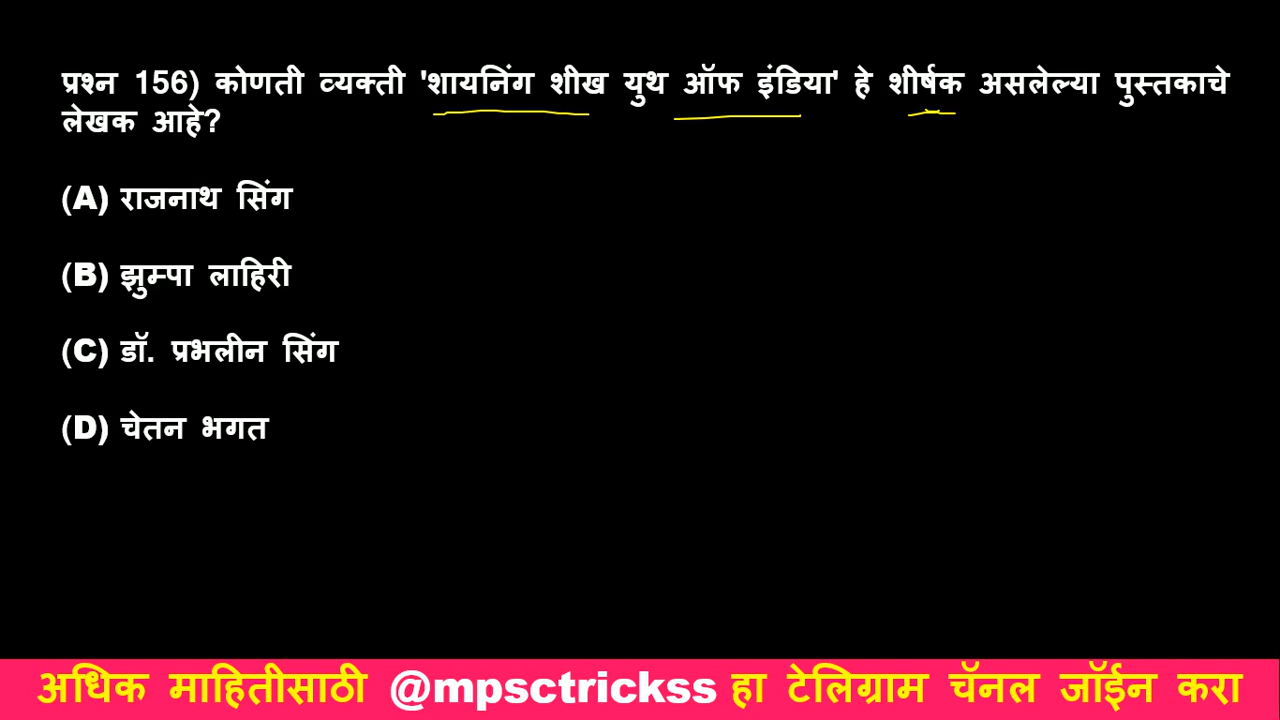 प्रश्न 156) कोणती व्यक्ती 'शायनिंग शीख युथ ऑफ इंडिया' हे शीर्षक असलेल्या पुस्तकाचे
लेखक आहे?
(A) राजनाथ सिंग
(B) झुम्पा लाहिरी
(C) डॉ. प्रभलीन सिंग
(D) चेतन भगत
अधिक माहितीसाठी @mpsctrickss हा टेलिग्राम चॅनल जॉईन करा